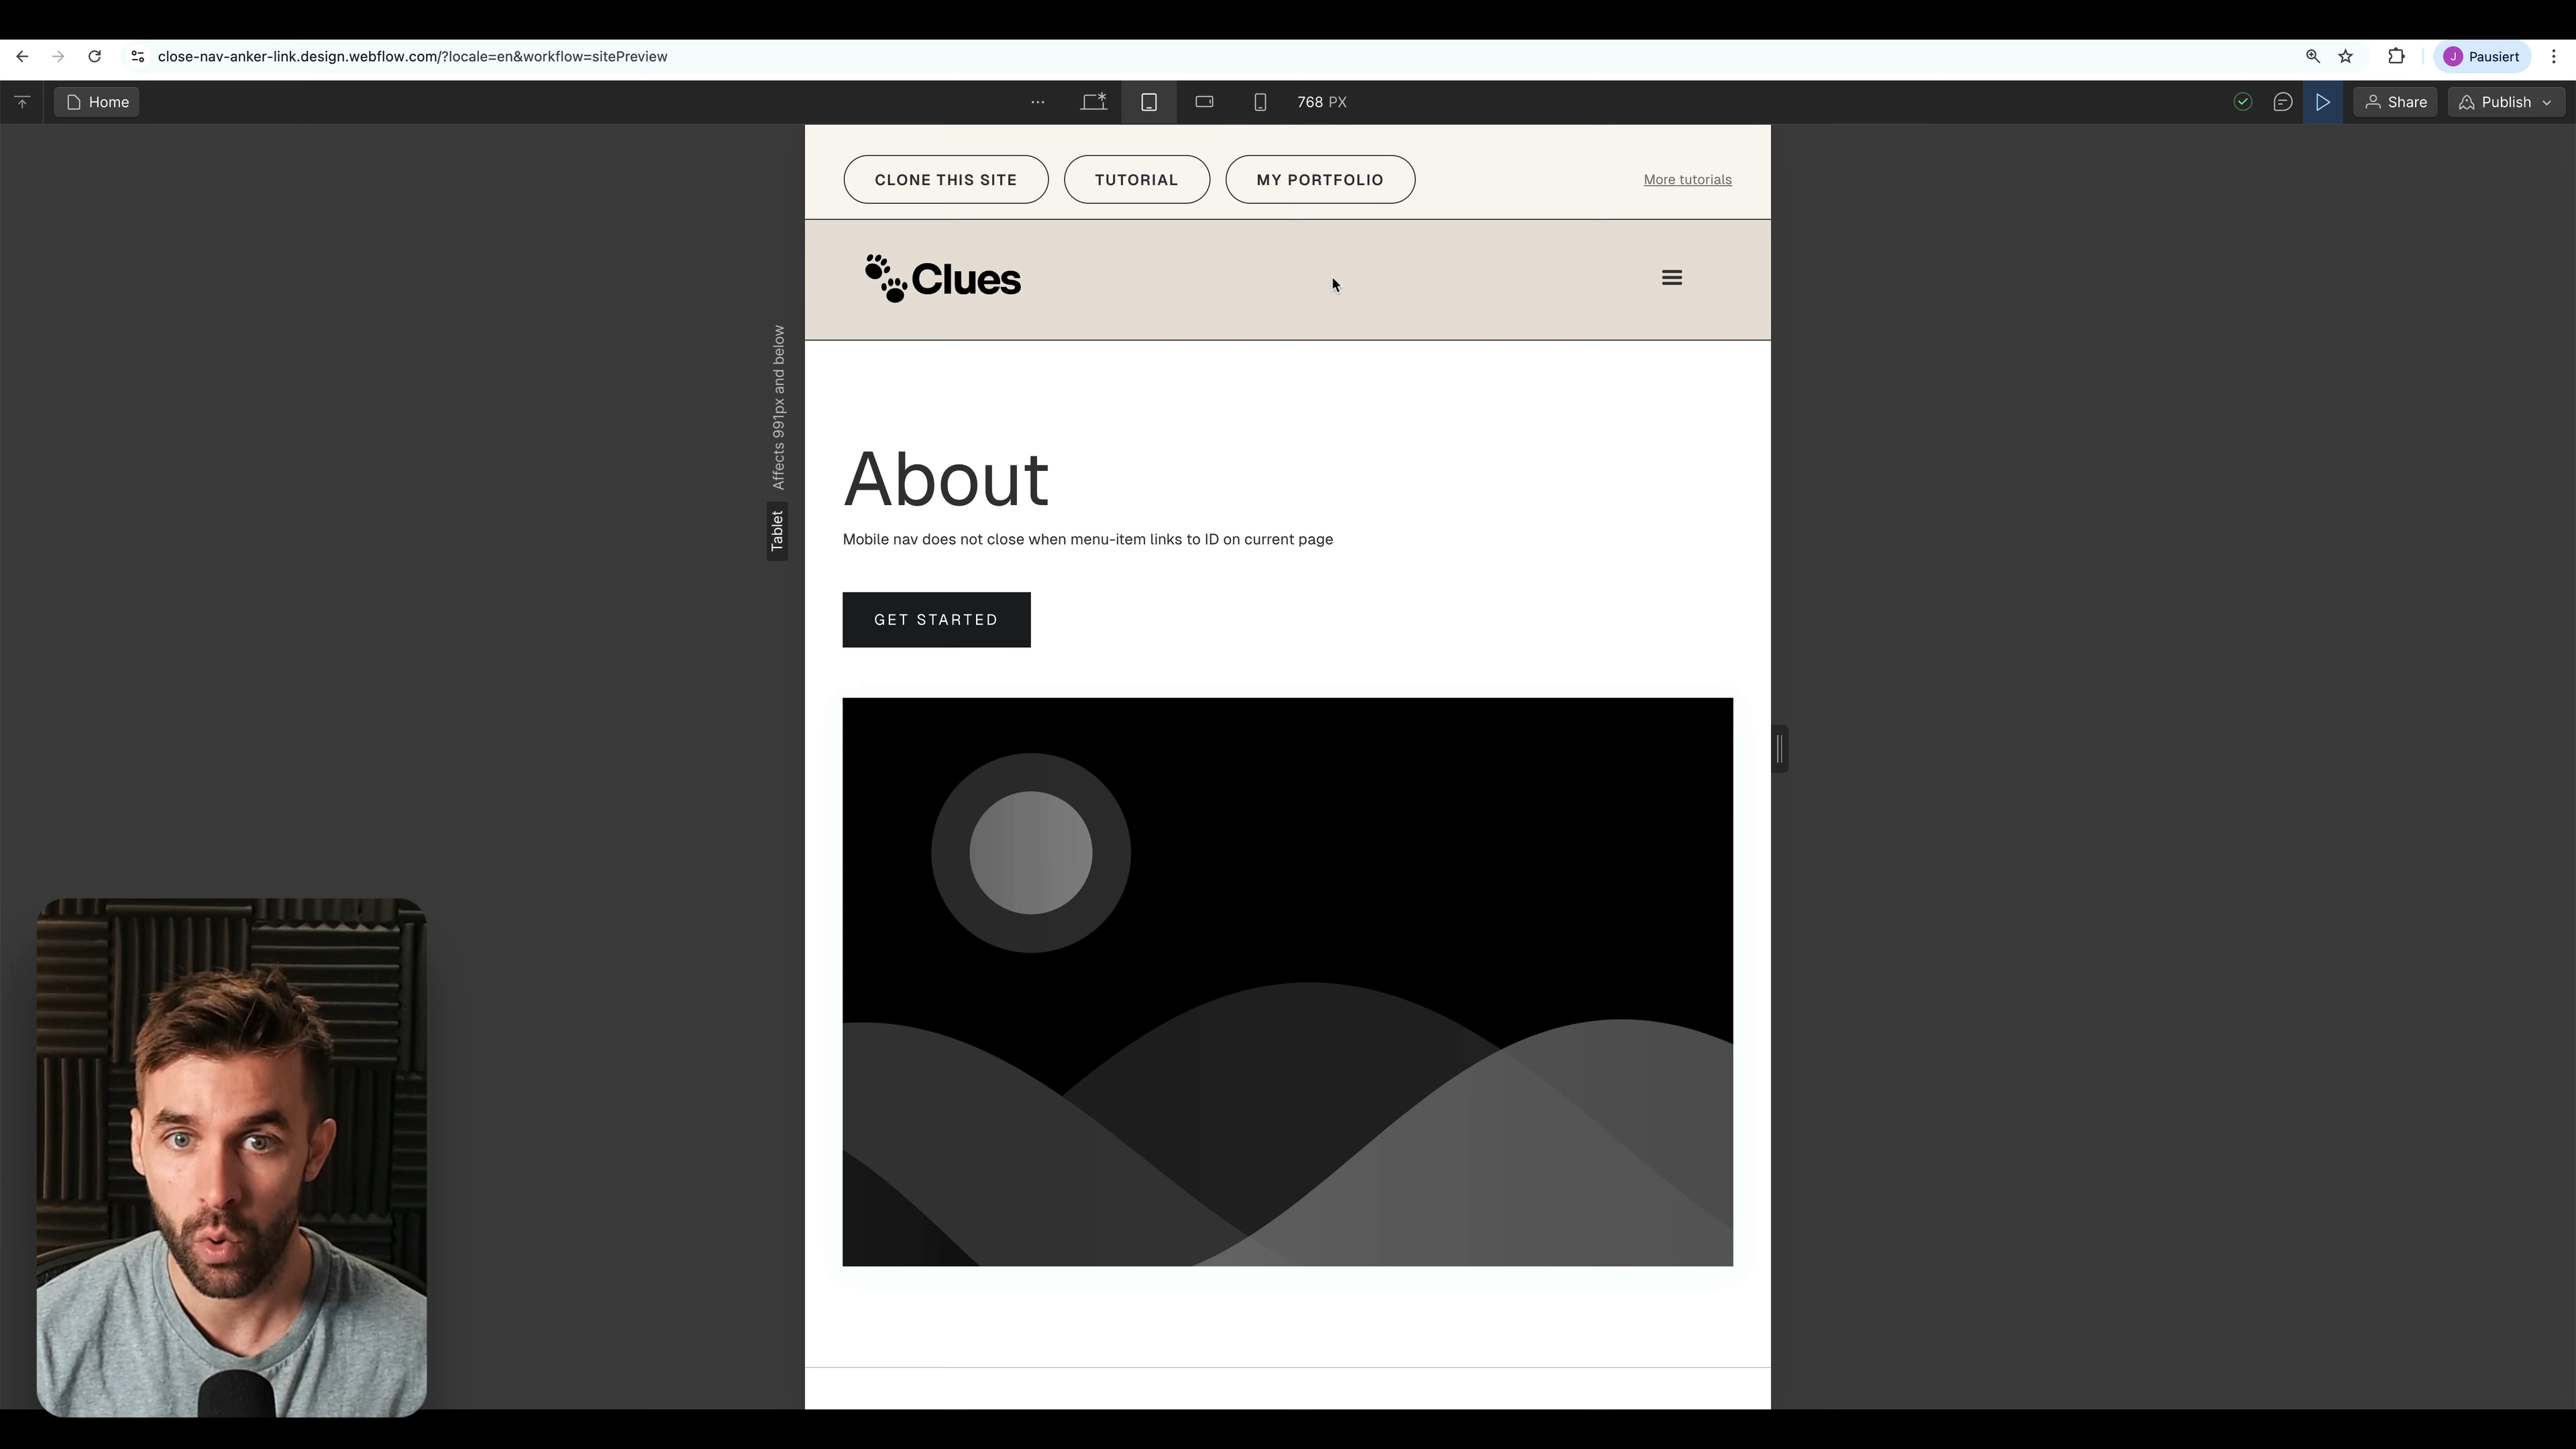 close-nav-anker-link.design.webflow.com/?locale=en&workflow=sitePreview
J Pausiert
Home
768 PX
Share
Publish
CLONE THIS SITE
TUTORIAL
MY PORTFOLIO
More tutorials
Clues
Affects 991px and below
Tablet
About
Mobile nav does not close when menu-item links to ID on current page
GET STARTED